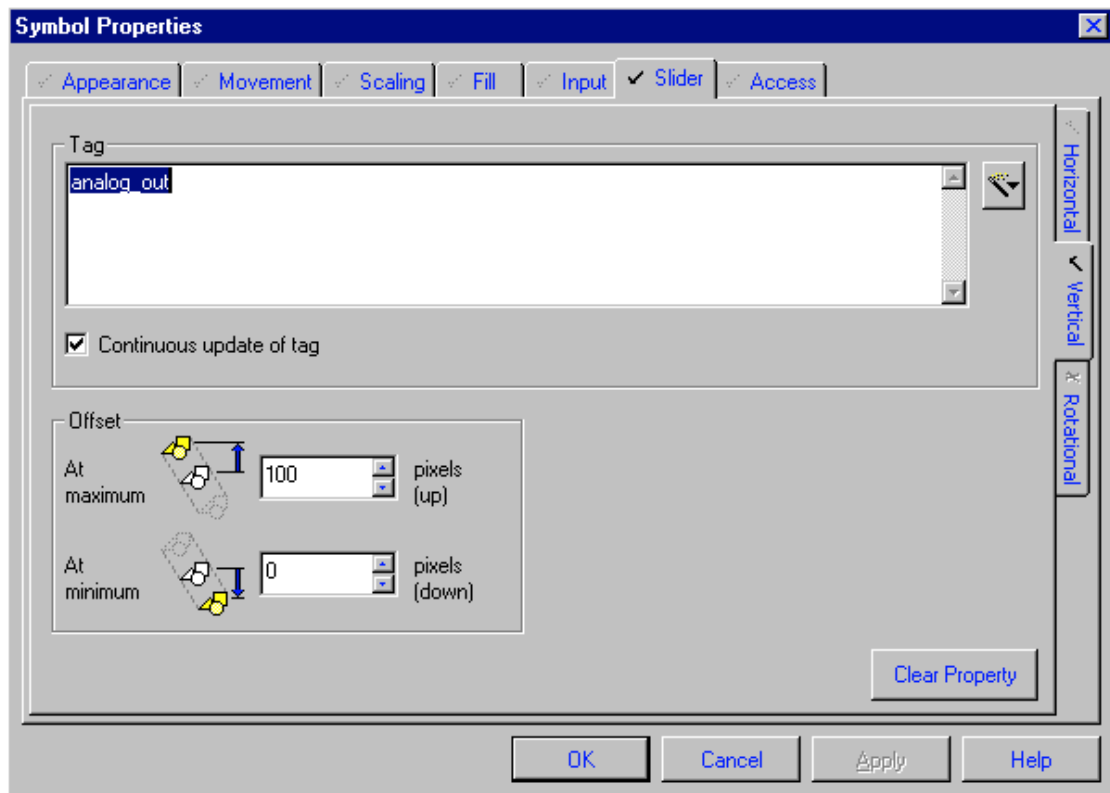 Symbol Properties
Appearance Movement Scaling Fill Input Slider Access
Horizontal
Vertical
Rotational
Tag
analog_out
Continuous update of tag
Offset
At maximum 100 pixels (up)
At minimum 0 pixels (down)
Clear Property
OK Cancel Apply Help